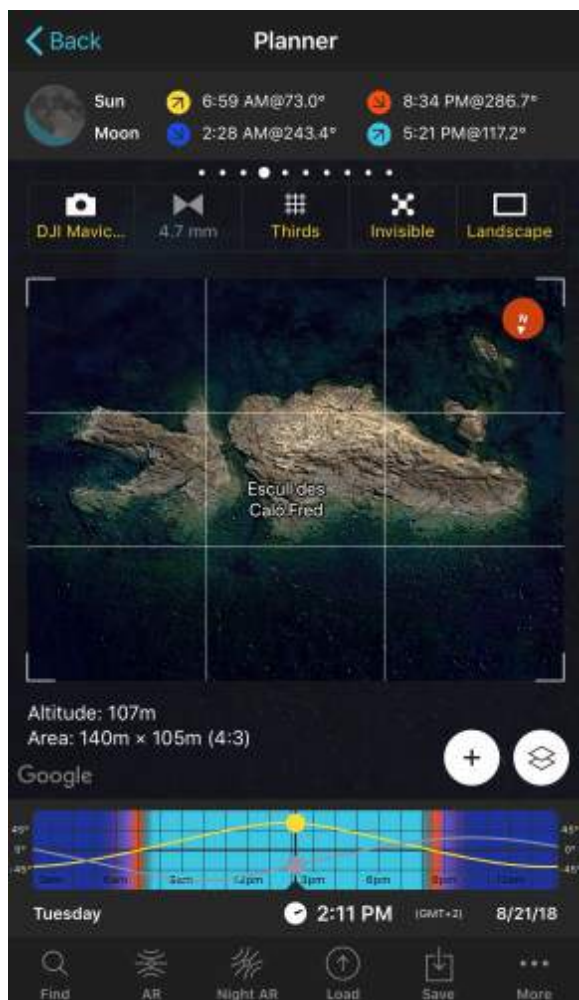 Back
Planner
Sun 6:59 AM@73.0° 8:34 PM@286.7°
Moon 2:28 AM@243.4° 5:21 PM@117.2°
DJI Mavic... 4.7 mm Thirds Invisible Landscape
N
Escull des
Caló Fred
Altitude: 107m
Area: 140m × 105m (4:3)
+
Google
45° 45°
0° 0°
-45° -45°
9am 12pm 3pm 6pm 9pm
Tuesday 2:11 PM (GMT+2) 8/21/18
Find AR Night AR Load Save More